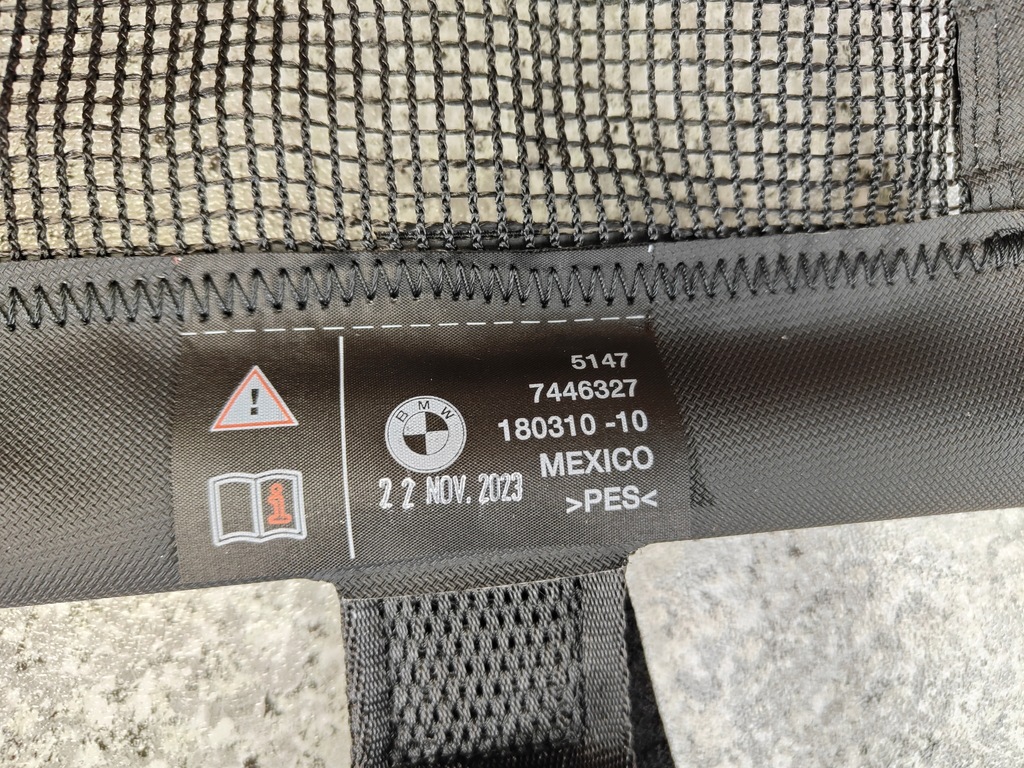 !
i
BMW
5147
7446327
180310 -10
MEXICO
22 NOV. 2023
>PES<